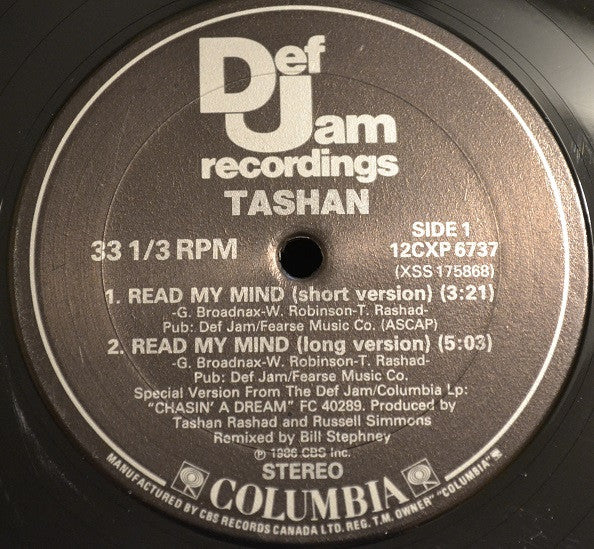 Def Jam
recordings
TASHAN
33 1/3 RPM
SIDE 1
12CXP 6737
(XSS 175868)
1. READ MY MIND (short version) (3:21)
-G. Broadnax-W. Robinson-T. Rashad-
Pub: Def Jam/Fearse Music Co. (ASCAP)
2. READ MY MIND (long version) (5:03)
-G. Broadnax-W. Robinson-T. Rashad-
Pub: Def Jam/Fearse Music Co.
Special Version From The Def Jam/Columbia Lp:
"CHASIN' A DREAM" FC 40289. Produced by
Tashan Rashad and Russell Simmons
Remixed by Bill Stephney
℗ 1986 CBS Inc.
STEREO
COLUMBIA
MANUFACTURED BY CBS RECORDS CANADA LTD. REG. T.M. OWNER "COLUMBIA"